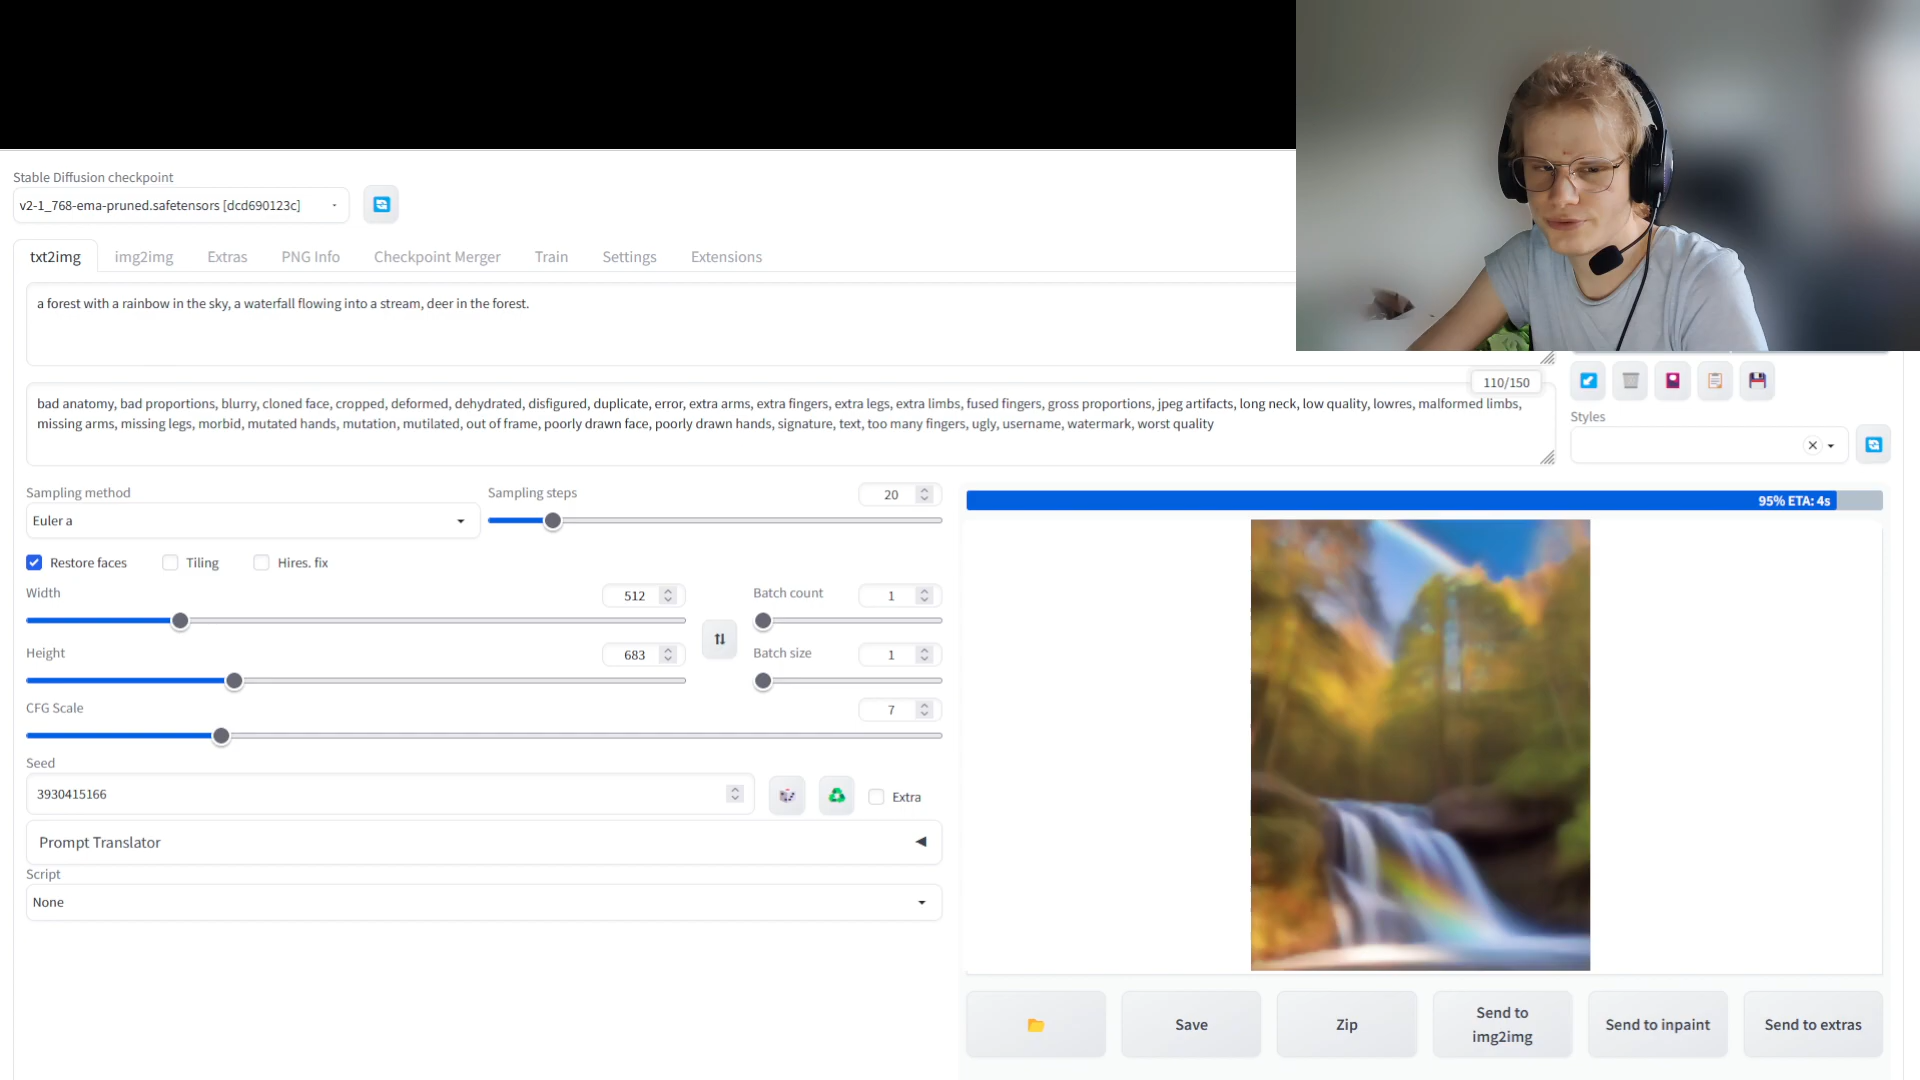 Stable Diffusion checkpoint
v2-1_768-ema-pruned.safetensors [dcd690123c]
txt2img img2img Extras PNG Info Checkpoint Merger Train Settings Extensions
a forest with a rainbow in the sky, a waterfall flowing into a stream, deer in the forest.
110/150
bad anatomy, bad proportions, blurry, cloned face, cropped, deformed, dehydrated, disfigured, duplicate, error, extra arms, extra fingers, extra legs, extra limbs, fused fingers, gross proportions, jpeg artifacts, long neck, low quality, lowres, malformed limbs,
missing arms, missing legs, morbid, mutated hands, mutation, mutilated, out of frame, poorly drawn face, poorly drawn hands, signature, text, too many fingers, ugly, username, watermark, worst quality
Styles
Sampling method
Euler a
Sampling steps
20
95% ETA: 4s
Restore faces Tiling Hires. fix
Width
512
Batch count
1
Height
683
Batch size
1
CFG Scale
7
Seed
3930415166
Extra
Prompt Translator
Script
None
Save
Zip
Send to
img2img
Send to inpaint
Send to extras